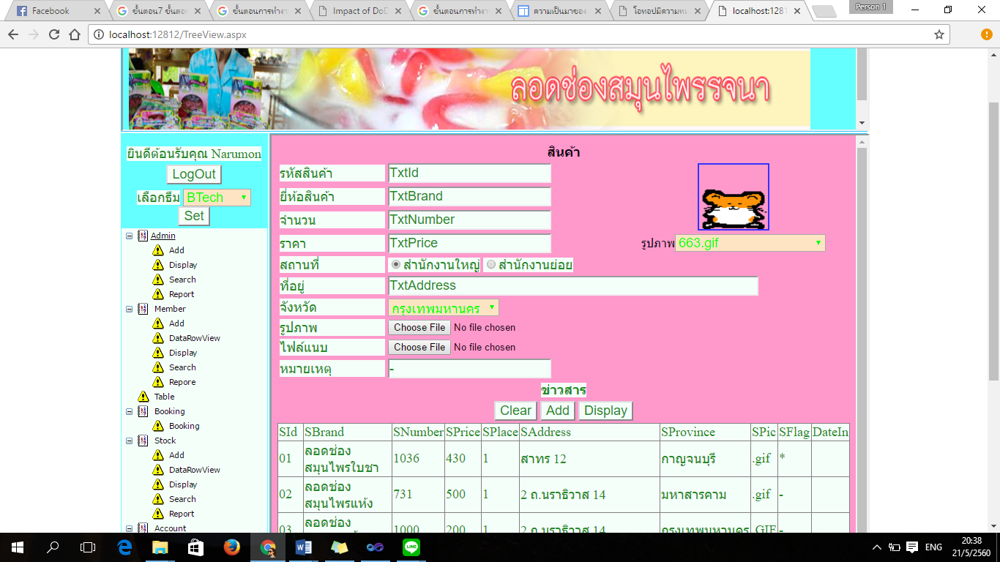 Facebook
ขั้นตอน7 ขั้นตอ
ขั้นตอนการทำงา
Impact of DoD
ขั้นตอนการทำงา
ความเป็นมาของ
โอทอปมีความหม
localhost:1281
Person 1
localhost:12812/TreeView.aspx
ลอดช่องสมุนไพรรจนา
ยินดีต้อนรับคุณ Narumon
LogOut
เลือกธีม BTech
Set
Admin
Add
Display
Search
Report
Member
Add
DataRowView
Display
Search
Repore
Table
Booking
Booking
Stock
Add
DataRowView
Display
Search
Report
Account
สินค้า
รหัสสินค้า TxtId
ยี่ห้อสินค้า TxtBrand
จำนวน TxtNumber
ราคา TxtPrice
รูปภาพ 663.gif
สถานที่ สำนักงานใหญ่ สำนักงานย่อย
ที่อยู่ TxtAddress
จังหวัด กรุงเทพมหานคร
รูปภาพ Choose File No file chosen
ไฟล์แนบ Choose File No file chosen
หมายเหตุ -
ข่าวสาร
Clear Add Display
SId SBrand SNumber SPrice SPlace SAddress SProvince SPic SFlag DateIn
01 ลอดช่องสมุนไพรใบชา 1036 430 1 สาทร 12 กาญจนบุรี .gif *
02 ลอดช่องสมุนไพรแห้ง 731 500 1 2 ถ.นราธิวาส 14 มหาสารคาม .gif -
03 ลอดช่อง 1000 200 1 2 ถ.นราธิวาส 14 กรุงเทพมหานคร .GIF -
LINE
ENG
20:38
21/5/2560